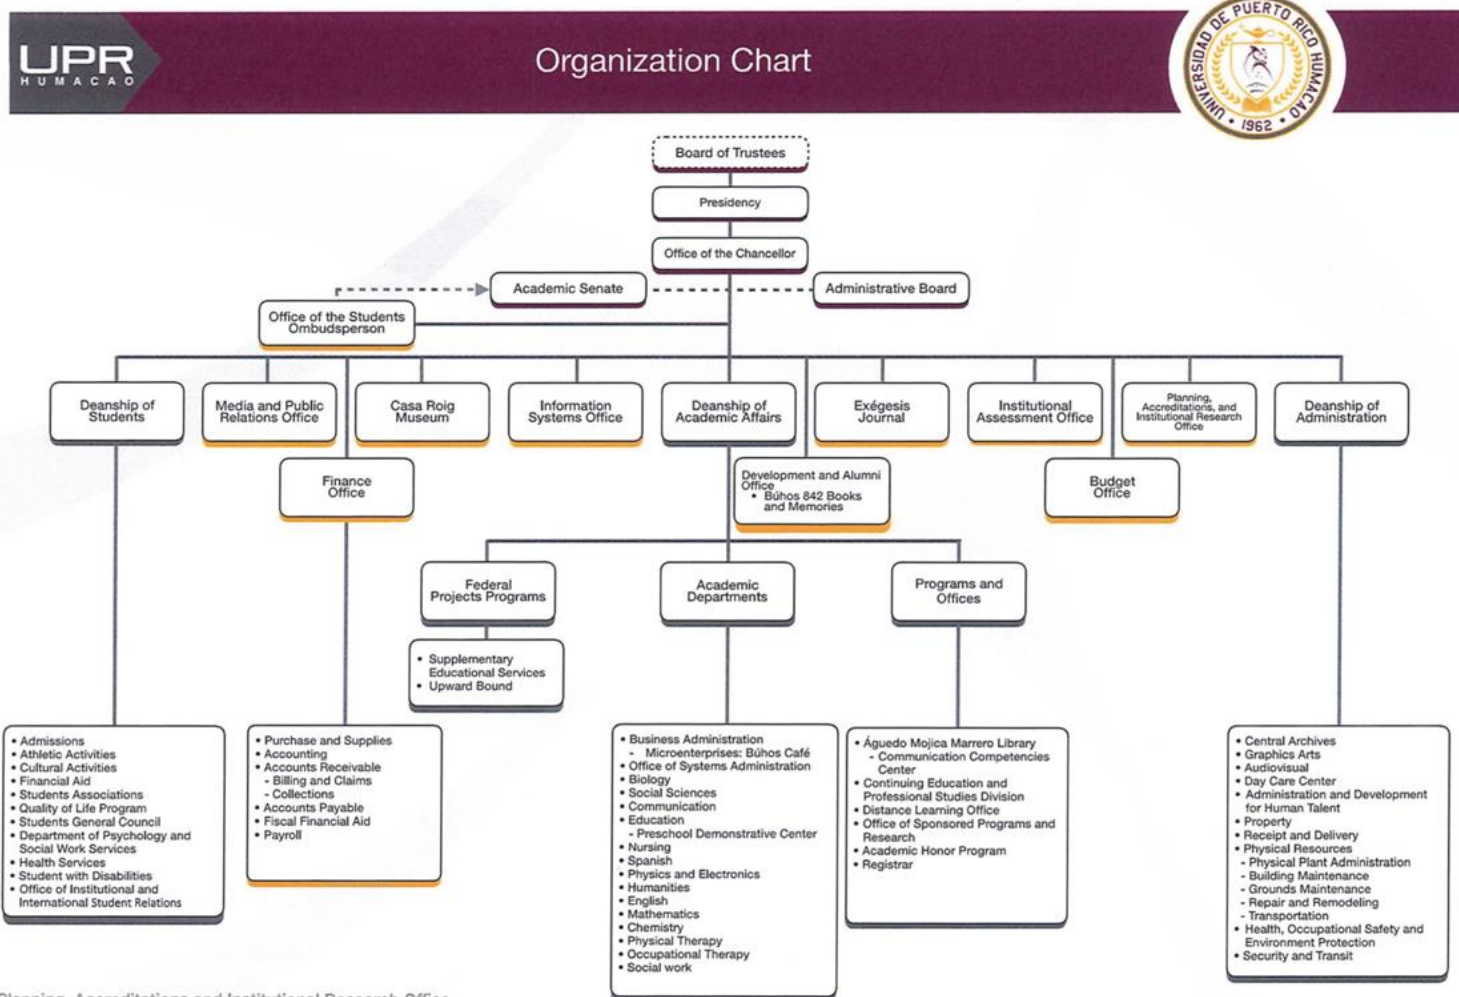 UPR
HUMACAO
Organization Chart
UNIVERSIDAD DE PUERTO RICO HUMACAO
• 1962 •
Board of Trustees
Presidency
Office of the Chancellor
Academic Senate
Administrative Board
Office of the Students
Ombudsperson
Deanship of
Students
Media and Public
Relations Office
Casa Roig
Museum
Information
Systems Office
Deanship of
Academic Affairs
Exégesis
Journal
Institutional
Assessment Office
Planning,
Accreditations, and
Institutional Research
Office
Deanship of
Administration
Finance
Office
Development and Alumni
Office
• Búhos 842 Books
and Memories
Budget
Office
Federal
Projects Programs
Academic
Departments
Programs and
Offices
• Supplementary
Educational Services
• Upward Bound
• Admissions
• Athletic Activities
• Cultural Activities
• Financial Aid
• Students Associations
• Quality of Life Program
• Students General Council
• Department of Psychology and
Social Work Services
• Health Services
• Student with Disabilities
• Office of Institutional and
International Student Relations
• Purchase and Supplies
• Accounting
• Accounts Receivable
- Billing and Claims
- Collections
• Accounts Payable
• Fiscal Financial Aid
• Payroll
• Business Administration
- Microenterprises: Búhos Café
• Office of Systems Administration
• Biology
• Social Sciences
• Communication
• Education
- Preschool Demonstrative Center
• Nursing
• Spanish
• Physics and Electronics
• Humanities
• English
• Mathematics
• Chemistry
• Physical Therapy
• Occupational Therapy
• Social work
• Águedo Mojica Marrero Library
- Communication Competencies
Center
• Continuing Education and
Professional Studies Division
• Distance Learning Office
• Office of Sponsored Programs and
Research
• Academic Honor Program
• Registrar
• Central Archives
• Graphics Arts
• Audiovisual
• Day Care Center
• Administration and Development
for Human Talent
• Property
• Receipt and Delivery
• Physical Resources
- Physical Plant Administration
- Building Maintenance
- Grounds Maintenance
- Repair and Remodeling
- Transportation
• Health, Occupational Safety and
Environment Protection
• Security and Transit
Planning, Accreditations and Institutional Research Office